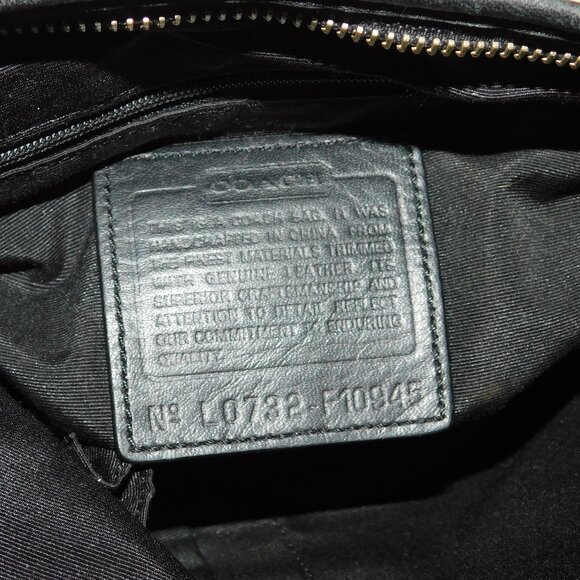 COACH
THIS IS A COACH BAG. IT WAS
HANDCRAFTED IN CHINA FROM
THE FINEST MATERIALS TRIMMED
WITH GENUINE LEATHER. ITS
SUPERIOR CRAFTSMANSHIP AND
ATTENTION TO DETAIL REFLECT
OUR COMMITMENT TO ENDURING
QUALITY.
Nº L0732-F10945